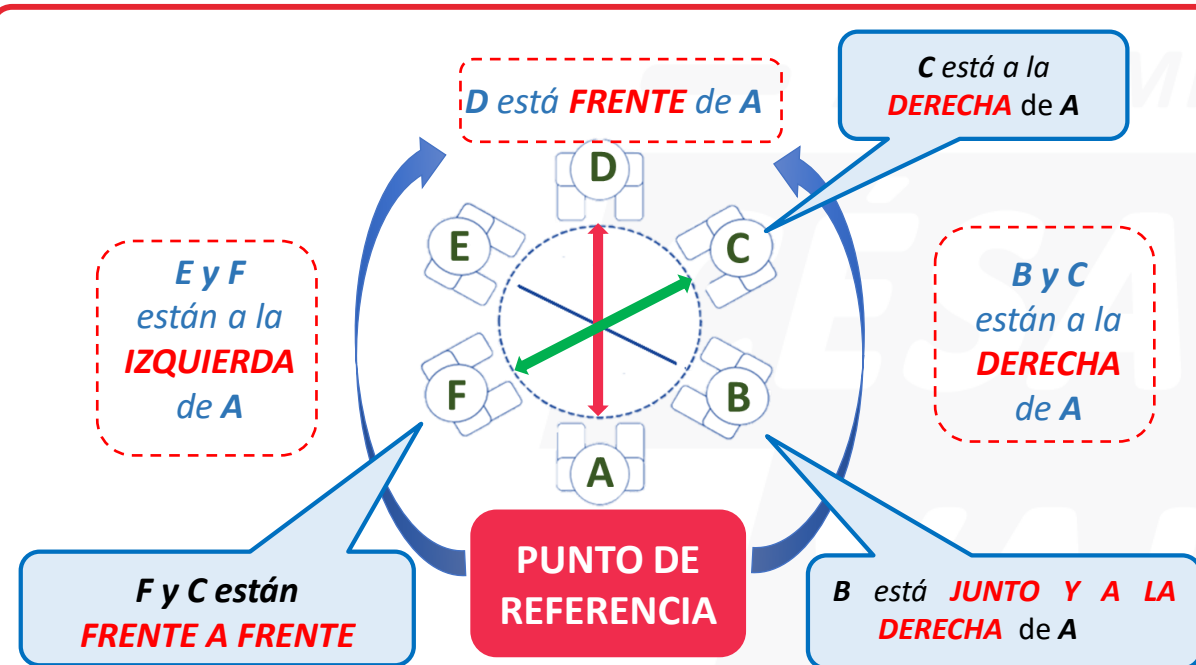 C está a la
DERECHA de A
D está FRENTE de A
D
E
C
E y F
están a la
IZQUIERDA
de A
B y C
están a la
DERECHA
de A
F
B
A
PUNTO DE
REFERENCIA
F y C están
FRENTE A FRENTE
B está JUNTO Y A LA
DERECHA de A